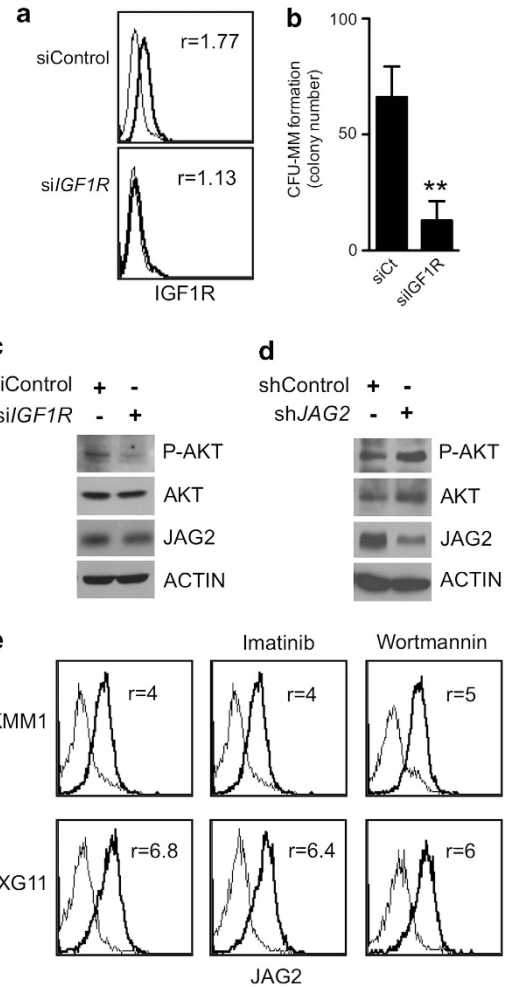 a
siControl
r=1.77
siIGF1R
r=1.13
IGF1R
b
CFU-MM formation
(colony number)
100
50
0
**
siCt
siIGF1R
c
iControl + -
siIGF1R - +
P-AKT
AKT
JAG2
ACTIN
d
shControl + -
shJAG2 - +
P-AKT
AKT
JAG2
ACTIN
e
Imatinib Wortmannin
KMM1 r=4 r=4 r=5
XG11 r=6.8 r=6.4 r=6
JAG2